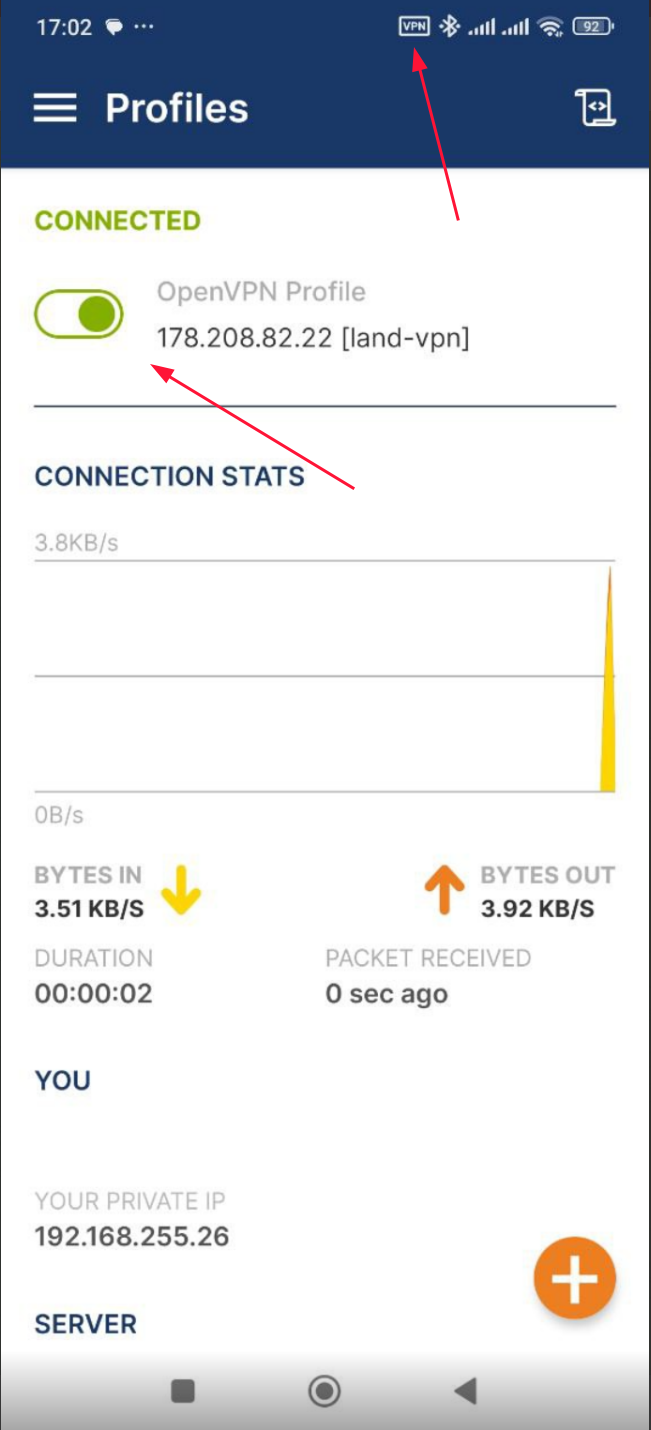 17:02 VPN 92
Profiles
CONNECTED
OpenVPN Profile
178.208.82.22 [land-vpn]
CONNECTION STATS
3.8KB/s
0B/s
BYTES IN
3.51 KB/S
BYTES OUT
3.92 KB/S
DURATION
00:00:02
PACKET RECEIVED
0 sec ago
YOU
YOUR PRIVATE IP
192.168.255.26
SERVER